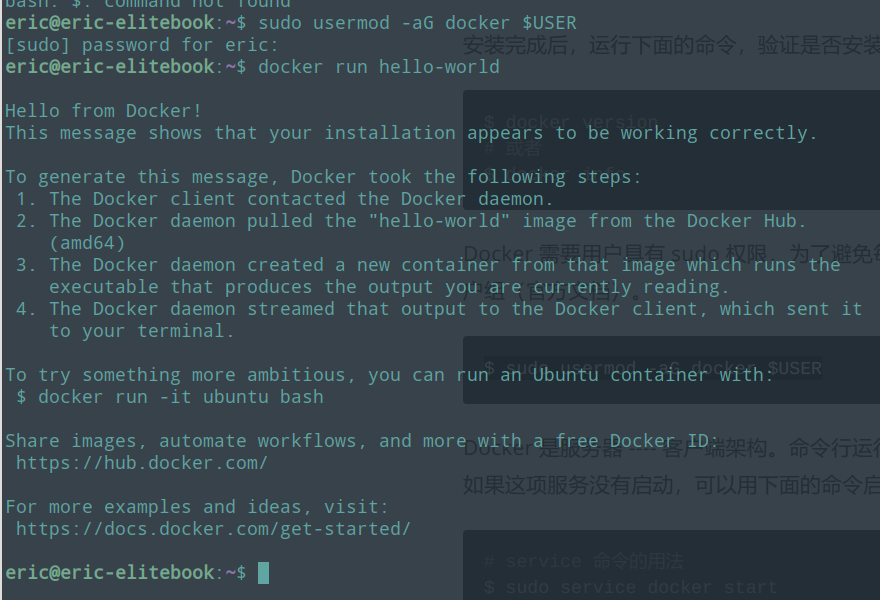 bash: $: command not found
eric@eric-elitebook:~$ sudo usermod -aG docker $USER
[sudo] password for eric:
安装完成后，运行下面的命令，验证是否安装
eric@eric-elitebook:~$ docker run hello-world
Hello from Docker!
$ docker version
This message shows that your installation appears to be working correctly.
# 或者
To generate this message, Docker took the following steps:
1. The Docker client contacted the Docker daemon.
2. The Docker daemon pulled the "hello-world" image from the Docker Hub.
(amd64)
Docker 需要用户具有 sudo 权限，为了避免每
3. The Docker daemon created a new container from that image which runs the
executable that produces the output you are currently reading.
户组（官方文档）。
4. The Docker daemon streamed that output to the Docker client, which sent it
to your terminal.
$ sudo usermod -aG docker $USER
To try something more ambitious, you can run an Ubuntu container with:
$ docker run -it ubuntu bash
Share images, automate workflows, and more with a free Docker ID:
Docker 是服务器 ---- 客户端架构。命令行运行
https://hub.docker.com/
如果这项服务没有启动，可以用下面的命令启
For more examples and ideas, visit:
https://docs.docker.com/get-started/
# service 命令的用法
eric@eric-elitebook:~$
$ sudo service docker start